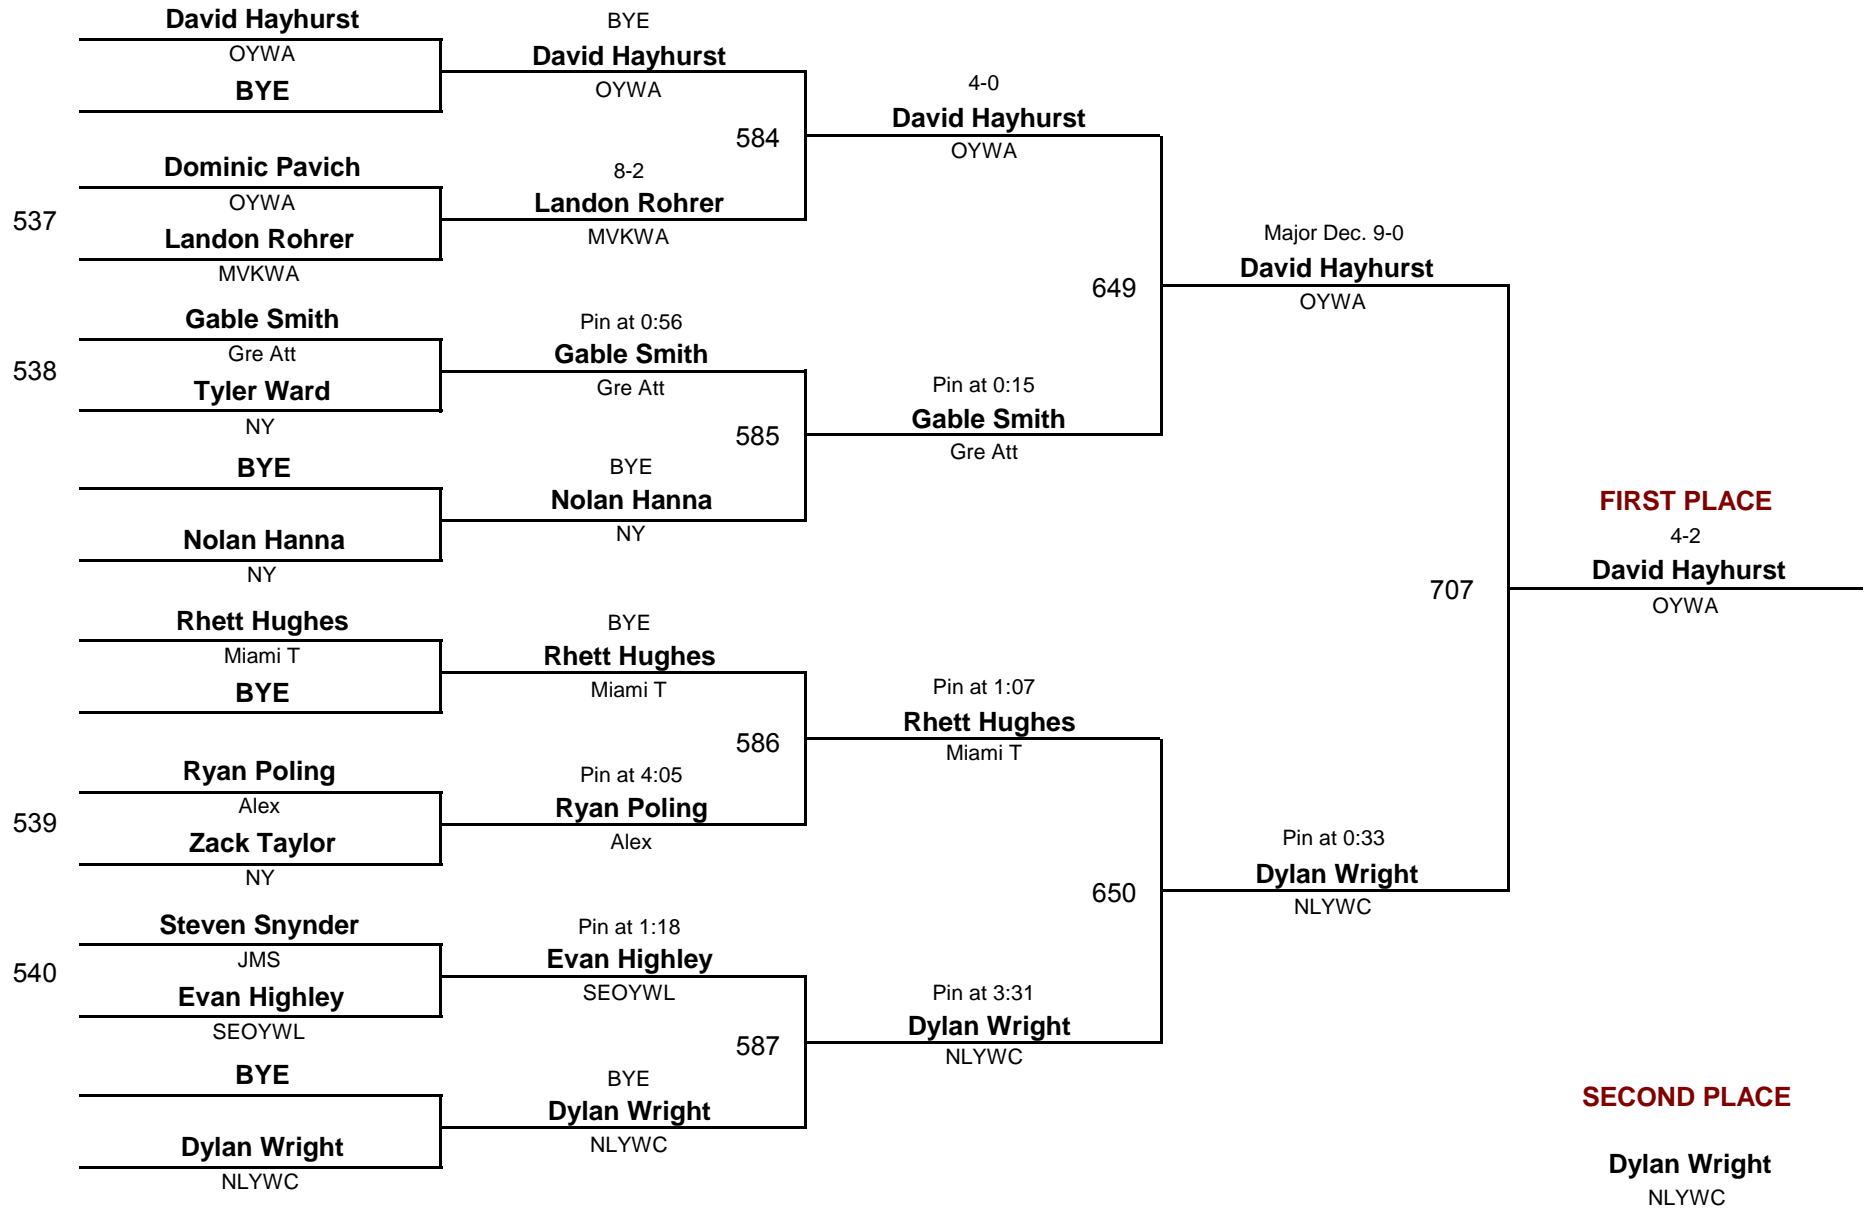 David Hayhurst
OYWA
BYE
537
Dominic Pavich
OYWA
Landon Rohrer
MVKWA
538
Gable Smith
Gre Att
Tyler Ward
NY
BYE
Nolan Hanna
NY
Rhett Hughes
Miami T
BYE
539
Ryan Poling
Alex
Zack Taylor
NY
540
Steven Snynder
JMS
Evan Highley
SEOYWL
BYE
Dylan Wright
NLYWC
BYE
David Hayhurst
OYWA
584
8-2
Landon Rohrer
MVKWA
Pin at 0:56
Gable Smith
Gre Att
585
BYE
Nolan Hanna
NY
BYE
Rhett Hughes
Miami T
586
Pin at 4:05
Ryan Poling
Alex
Pin at 1:18
Evan Highley
SEOYWL
587
BYE
Dylan Wright
NLYWC
4-0
David Hayhurst
OYWA
649
Pin at 0:15
Gable Smith
Gre Att
Pin at 1:07
Rhett Hughes
Miami T
650
Pin at 3:31
Dylan Wright
NLYWC
Major Dec. 9-0
David Hayhurst
OYWA
707
Pin at 0:33
Dylan Wright
NLYWC
FIRST PLACE
4-2
David Hayhurst
OYWA
SECOND PLACE
Dylan Wright
NLYWC